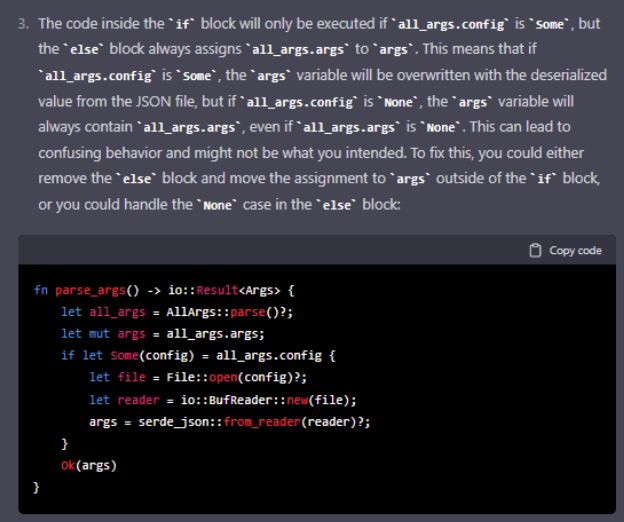 3. The code inside the `if` block will only be executed if `all_args.config` is `Some`, but
the `else` block always assigns `all_args.args` to `args`. This means that if
`all_args.config` is `Some`, the `args` variable will be overwritten with the deserialized
value from the JSON file, but if `all_args.config` is `None`, the `args` variable will
always contain `all_args.args`, even if `all_args.args` is `None`. This can lead to
confusing behavior and might not be what you intended. To fix this, you could either
remove the `else` block and move the assignment to `args` outside of the `if` block,
or you could handle the `None` case in the `else` block:
Copy code
fn parse_args() -> io::Result<Args> {
    let all_args = AllArgs::parse()?;
    let mut args = all_args.args;
    if let Some(config) = all_args.config {
        let file = File::open(config)?;
        let reader = io::BufReader::new(file);
        args = serde_json::from_reader(reader)?;
    }
    Ok(args)
}